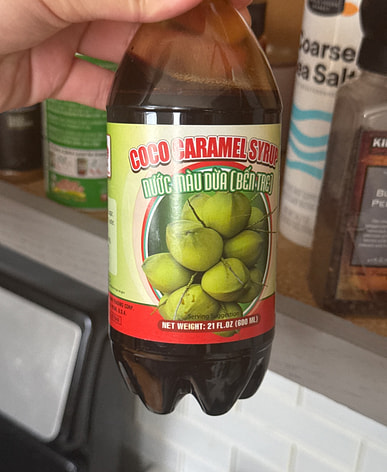 COCO CARAMEL SYRUP
NƯỚC MÀU DỪA (BẾN TRE)
Serving Suggestion
NET WEIGHT: 21 FL.OZ (600 ML)
Coarse
Sea Salt